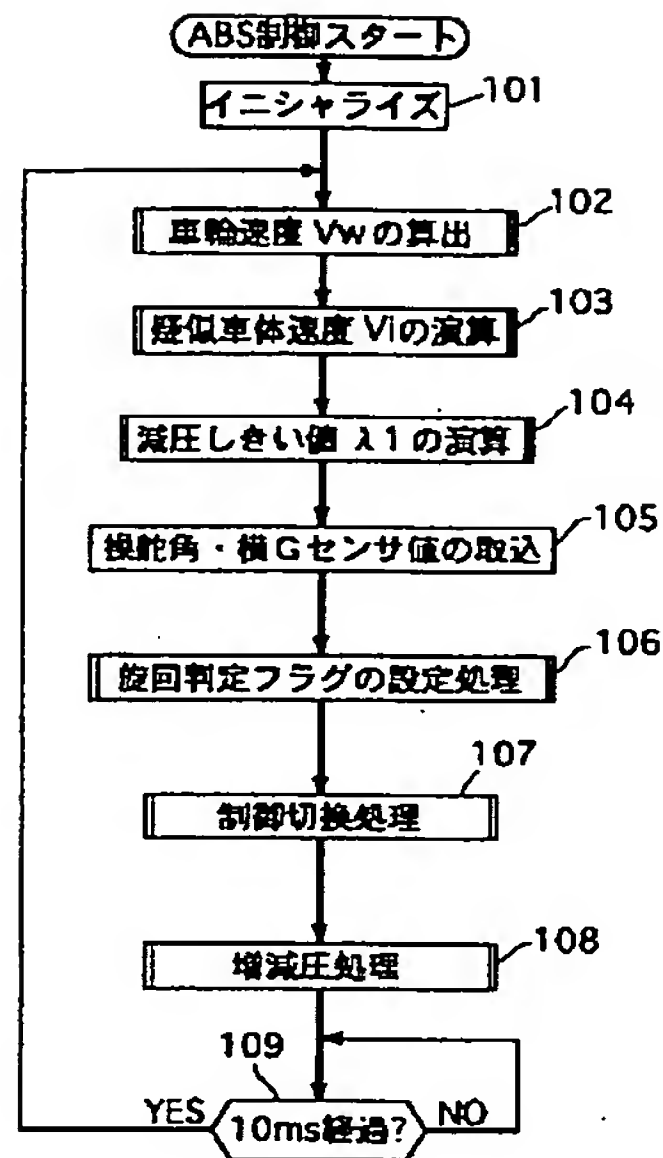 ABS制御スタート
イニシャライズ
101
車輪速度 Vwの算出
102
疑似車体速度 Viの演算
103
減圧しきい値 λ1の演算
104
操舵角・横Gセンサ値の取込
105
旋回判定フラグの設定処理
106
107
制御切換処理
増減圧処理
108
109
YES
10ms経過?
NO